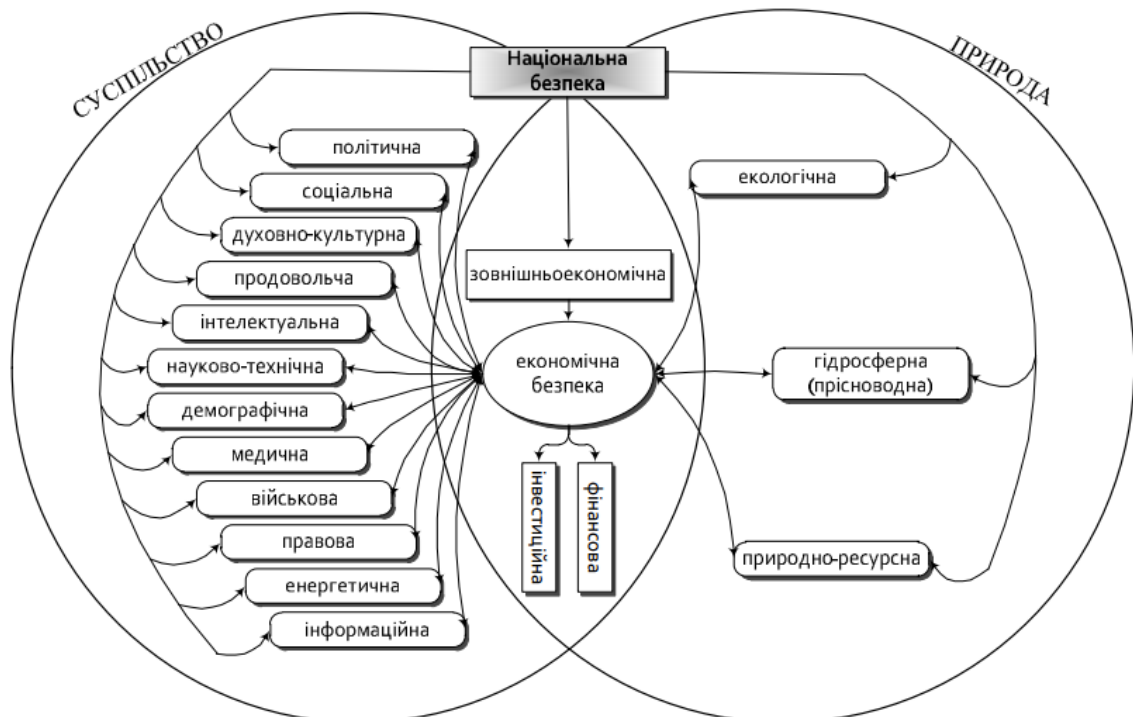 СУСПІЛЬСТВО
Національна
безпека
ПРИРОДА
політична
соціальна
духовно-культурна
продовольча
інтелектуальна
науково-технічна
демографічна
медична
військова
правова
енергетична
інформаційна
зовнішньоекономічна
економічна
безпека
інвестиційна
фінансова
екологічна
гідросферна
(прісноводна)
природно-ресурсна